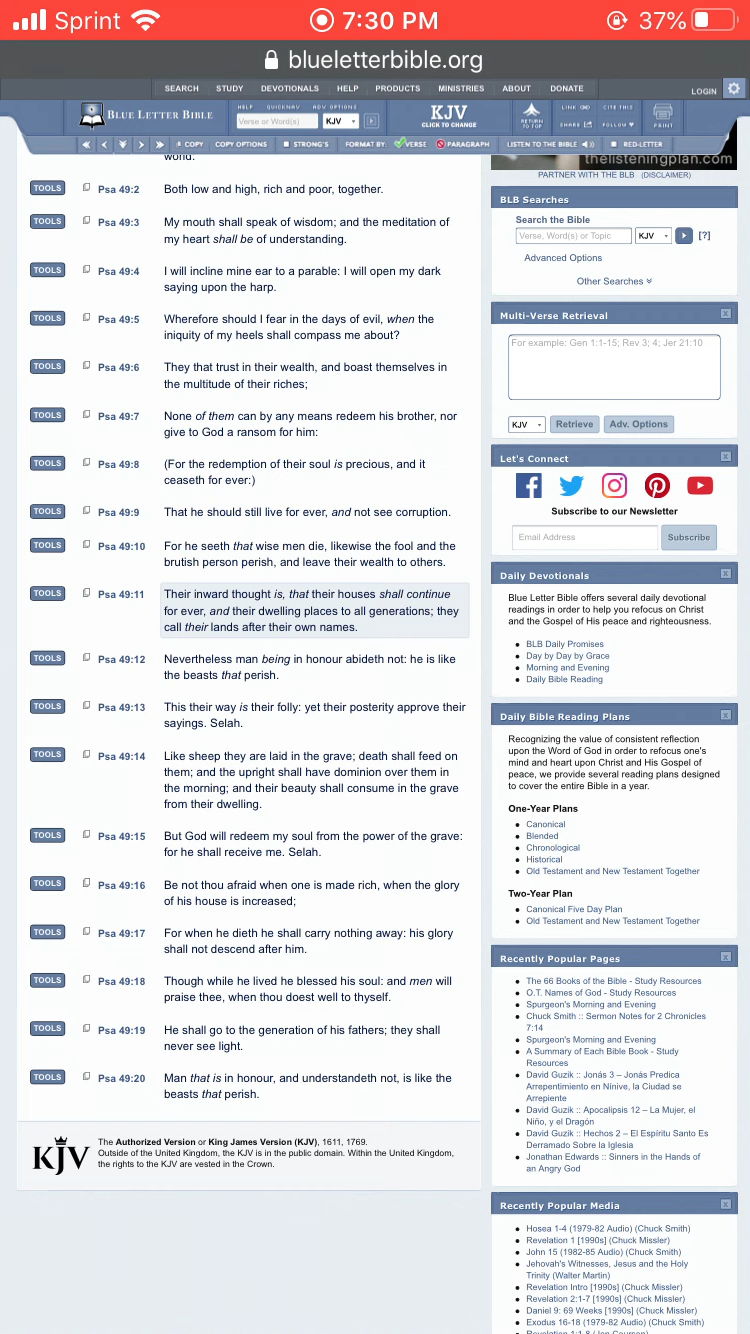 Sprint
7:30 PM
37%
blueletterbible.org
SEARCH STUDY DEVOTIONALS HELP PRODUCTS MINISTRIES ABOUT DONATE LOGIN
BLUE LETTER BIBLE
HELP QUICKNAV ADV OPTIONS
Verse or Word(s) KJV
KJV
CLICK TO CHANGE
RETURN TO TOP
LINK CITE THIS
SHARE FOLLOW
PRINT
COPY COPY OPTIONS STRONG'S FORMAT BY: VERSE PARAGRAPH LISTEN TO THE BIBLE RED-LETTER
world.
TOOLS Psa 49:2 Both low and high, rich and poor, together.
TOOLS Psa 49:3 My mouth shall speak of wisdom; and the meditation of
my heart shall be of understanding.
TOOLS Psa 49:4 I will incline mine ear to a parable: I will open my dark
saying upon the harp.
TOOLS Psa 49:5 Wherefore should I fear in the days of evil, when the
iniquity of my heels shall compass me about?
TOOLS Psa 49:6 They that trust in their wealth, and boast themselves in
the multitude of their riches;
TOOLS Psa 49:7 None of them can by any means redeem his brother, nor
give to God a ransom for him:
TOOLS Psa 49:8 (For the redemption of their soul is precious, and it
ceaseth for ever:)
TOOLS Psa 49:9 That he should still live for ever, and not see corruption.
TOOLS Psa 49:10 For he seeth that wise men die, likewise the fool and the
brutish person perish, and leave their wealth to others.
TOOLS Psa 49:11 Their inward thought is, that their houses shall continue
for ever, and their dwelling places to all generations; they
call their lands after their own names.
TOOLS Psa 49:12 Nevertheless man being in honour abideth not: he is like
the beasts that perish.
TOOLS Psa 49:13 This their way is their folly: yet their posterity approve their
sayings. Selah.
TOOLS Psa 49:14 Like sheep they are laid in the grave; death shall feed on
them; and the upright shall have dominion over them in
the morning; and their beauty shall consume in the grave
from their dwelling.
TOOLS Psa 49:15 But God will redeem my soul from the power of the grave:
for he shall receive me. Selah.
TOOLS Psa 49:16 Be not thou afraid when one is made rich, when the glory
of his house is increased;
TOOLS Psa 49:17 For when he dieth he shall carry nothing away: his glory
shall not descend after him.
TOOLS Psa 49:18 Though while he lived he blessed his soul: and men will
praise thee, when thou doest well to thyself.
TOOLS Psa 49:19 He shall go to the generation of his fathers; they shall
never see light.
TOOLS Psa 49:20 Man that is in honour, and understandeth not, is like the
beasts that perish.
KJV
The Authorized Version or King James Version (KJV), 1611, 1769.
Outside of the United Kingdom, the KJV is in the public domain. Within the United Kingdom,
the rights to the KJV are vested in the Crown.
thelisteningplan.com
PARTNER WITH THE BLB (DISCLAIMER)
BLB Searches
Search the Bible
Verse, Word(s) or Topic KJV [?]
Advanced Options
Other Searches
Multi-Verse Retrieval
For example: Gen 1:1-15; Rev 3; 4; Jer 21:10
KJV Retrieve Adv. Options
Let's Connect
Subscribe to our Newsletter
Email Address Subscribe
Daily Devotionals
Blue Letter Bible offers several daily devotional
readings in order to help you refocus on Christ
and the Gospel of His peace and righteousness.
BLB Daily Promises
Day by Day by Grace
Morning and Evening
Daily Bible Reading
Daily Bible Reading Plans
Recognizing the value of consistent reflection
upon the Word of God in order to refocus one's
mind and heart upon Christ and His Gospel of
peace, we provide several reading plans designed
to cover the entire Bible in a year.
One-Year Plans
Canonical
Blended
Chronological
Historical
Old Testament and New Testament Together
Two-Year Plan
Canonical Five Day Plan
Old Testament and New Testament Together
Recently Popular Pages
The 66 Books of the Bible - Study Resources
O.T. Names of God - Study Resources
Spurgeon's Morning and Evening
Chuck Smith :: Sermon Notes for 2 Chronicles
7:14
Spurgeon's Morning and Evening
A Summary of Each Bible Book - Study
Resources
David Guzik :: Jonás 3 – Jonás Predica
Arrepentimiento en Nínive, la Ciudad se
Arrepiente
David Guzik :: Apocalipsis 12 – La Mujer, el
Niño, y el Dragón
David Guzik :: Hechos 2 – El Espíritu Santo Es
Derramado Sobre la Iglesia
Jonathan Edwards :: Sinners in the Hands of
an Angry God
Recently Popular Media
Hosea 1-4 (1979-82 Audio) (Chuck Smith)
Revelation 1 [1990s] (Chuck Missler)
John 15 (1982-85 Audio) (Chuck Smith)
Jehovah's Witnesses, Jesus and the Holy
Trinity (Walter Martin)
Revelation Intro [1990s] (Chuck Missler)
Revelation 2:1-7 [1990s] (Chuck Missler)
Daniel 9: 69 Weeks [1990s] (Chuck Missler)
Exodus 16-18 (1979-82 Audio) (Chuck Smith)